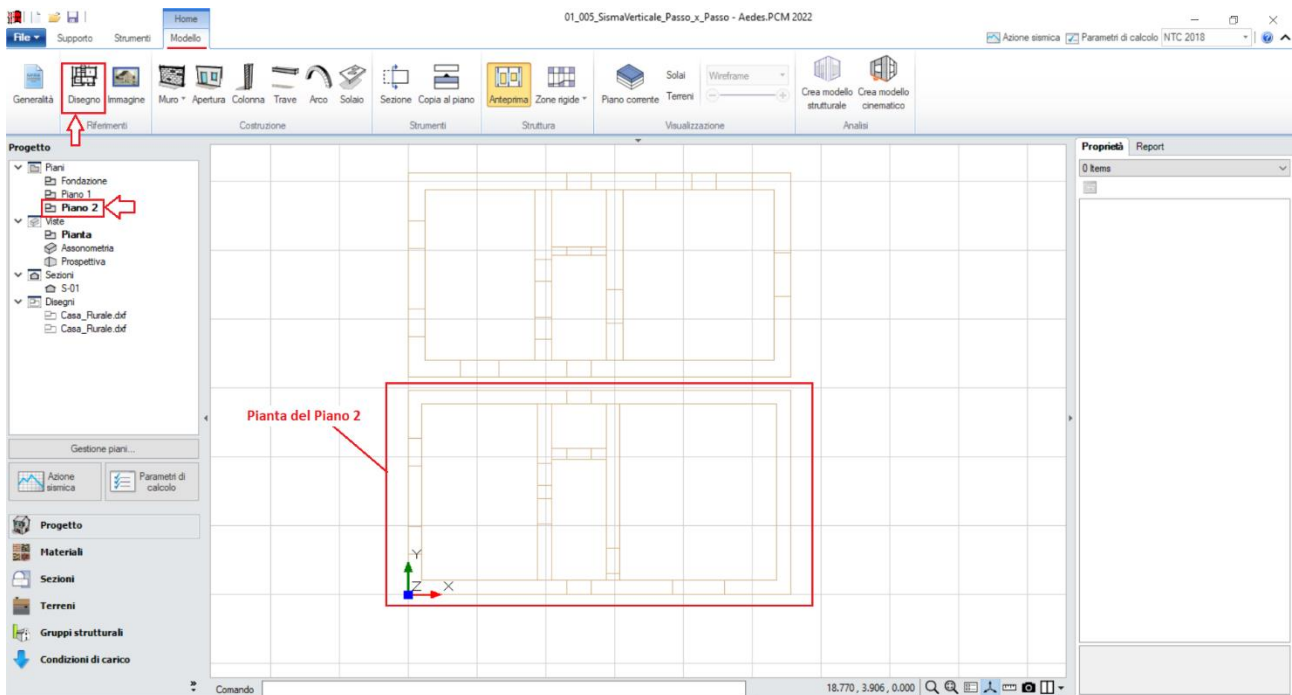 Home
01_005_SismaVerticale_Passo_x_Passo - Aedes.PCM 2022
File
Supporto
Strumenti
Modello
Azione sismica
Parametri di calcolo
NTC 2018
Generalità
Disegno
Immagine
Muro
Apertura
Colonna
Trave
Arco
Solaio
Sezione
Copia al piano
Anteprima
Zone rigide
Piano corrente
Solai
Terreni
Wireframe
Crea modello strutturale
Crea modello cinematico
Riferimenti
Costruzione
Strumenti
Struttura
Visualizzazione
Analisi
Progetto
Piani
Fondazione
Piano 1
Piano 2
Viste
Pianta
Assonometria
Prospettiva
Sezioni
S-01
Disegni
Casa_Rurale.dxf
Casa_Rurale.dxf
Gestione piani...
Azione sismica
Parametri di calcolo
Progetto
Materiali
Sezioni
Terreni
Gruppi strutturali
Condizioni di carico
Pianta del Piano 2
Y
Z
X
Proprietà
Report
0 Items
Comando
18.770 , 3.906 , 0.000